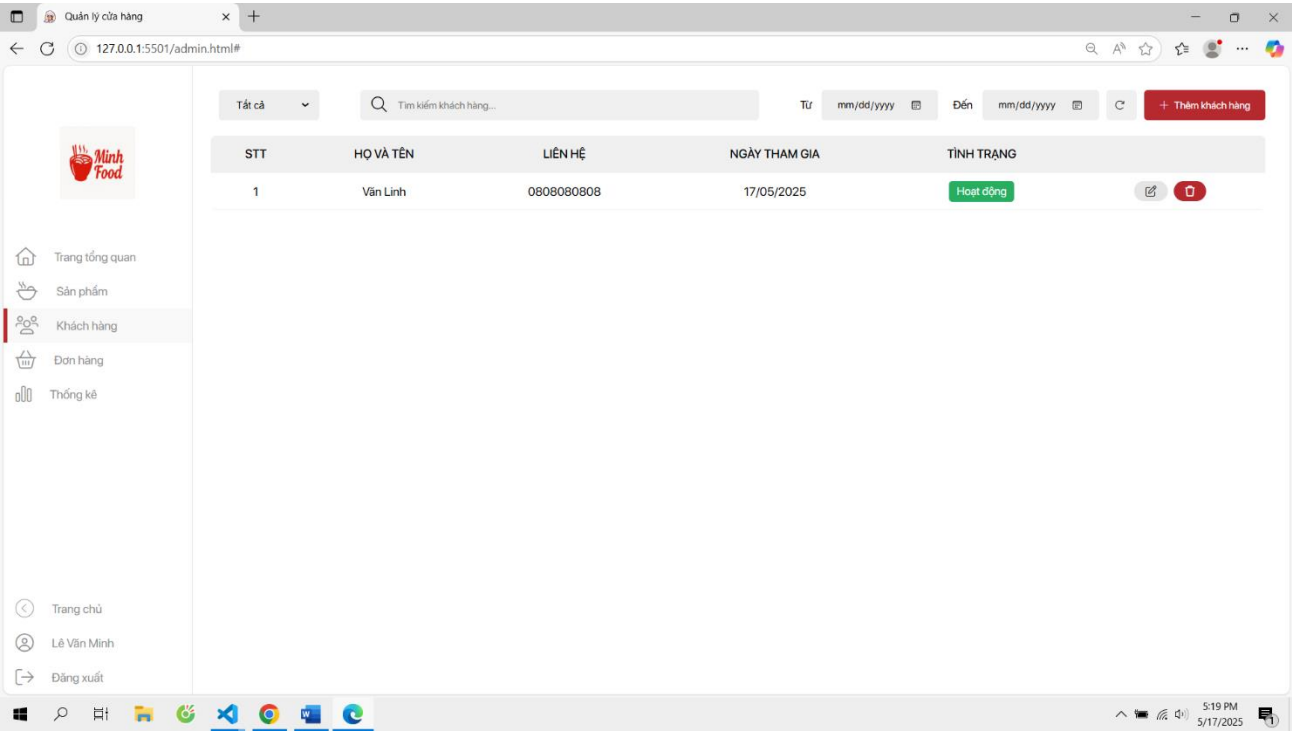 Quản lý cửa hàng
127.0.0.1:5501/admin.html#
Minh
Food
Trang tổng quan
Sản phẩm
Khách hàng
Đơn hàng
Thống kê
Trang chủ
Lê Văn Minh
Đăng xuất
Tất cả Tìm kiếm khách hàng... Từ mm/dd/yyyy Đến mm/dd/yyyy + Thêm khách hàng
STT HỌ VÀ TÊN LIÊN HỆ NGÀY THAM GIA TÌNH TRẠNG
1 Văn Linh 0808080808 17/05/2025 Hoạt động
5:19 PM
5/17/2025
1